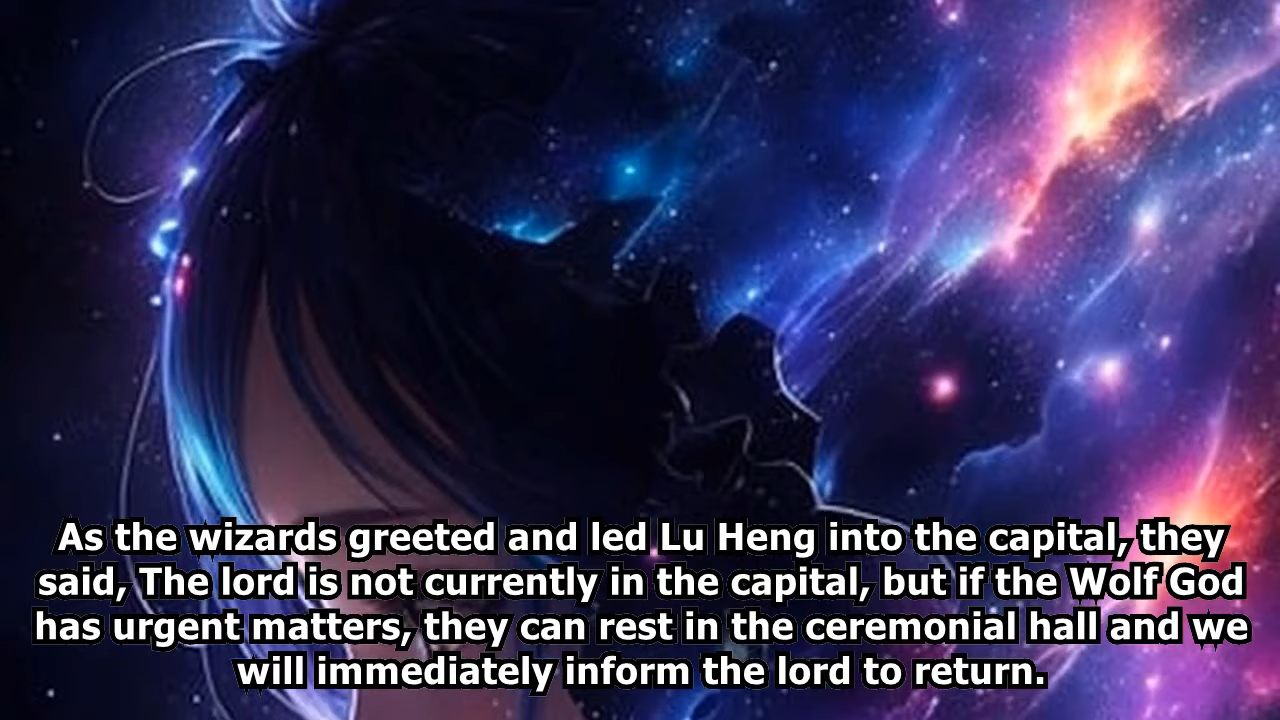 As the wizards greeted and led Lu Heng into the capital, they
said, The lord is not currently in the capital, but if the Wolf God
has urgent matters, they can rest in the ceremonial hall and we
will immediately inform the lord to return.